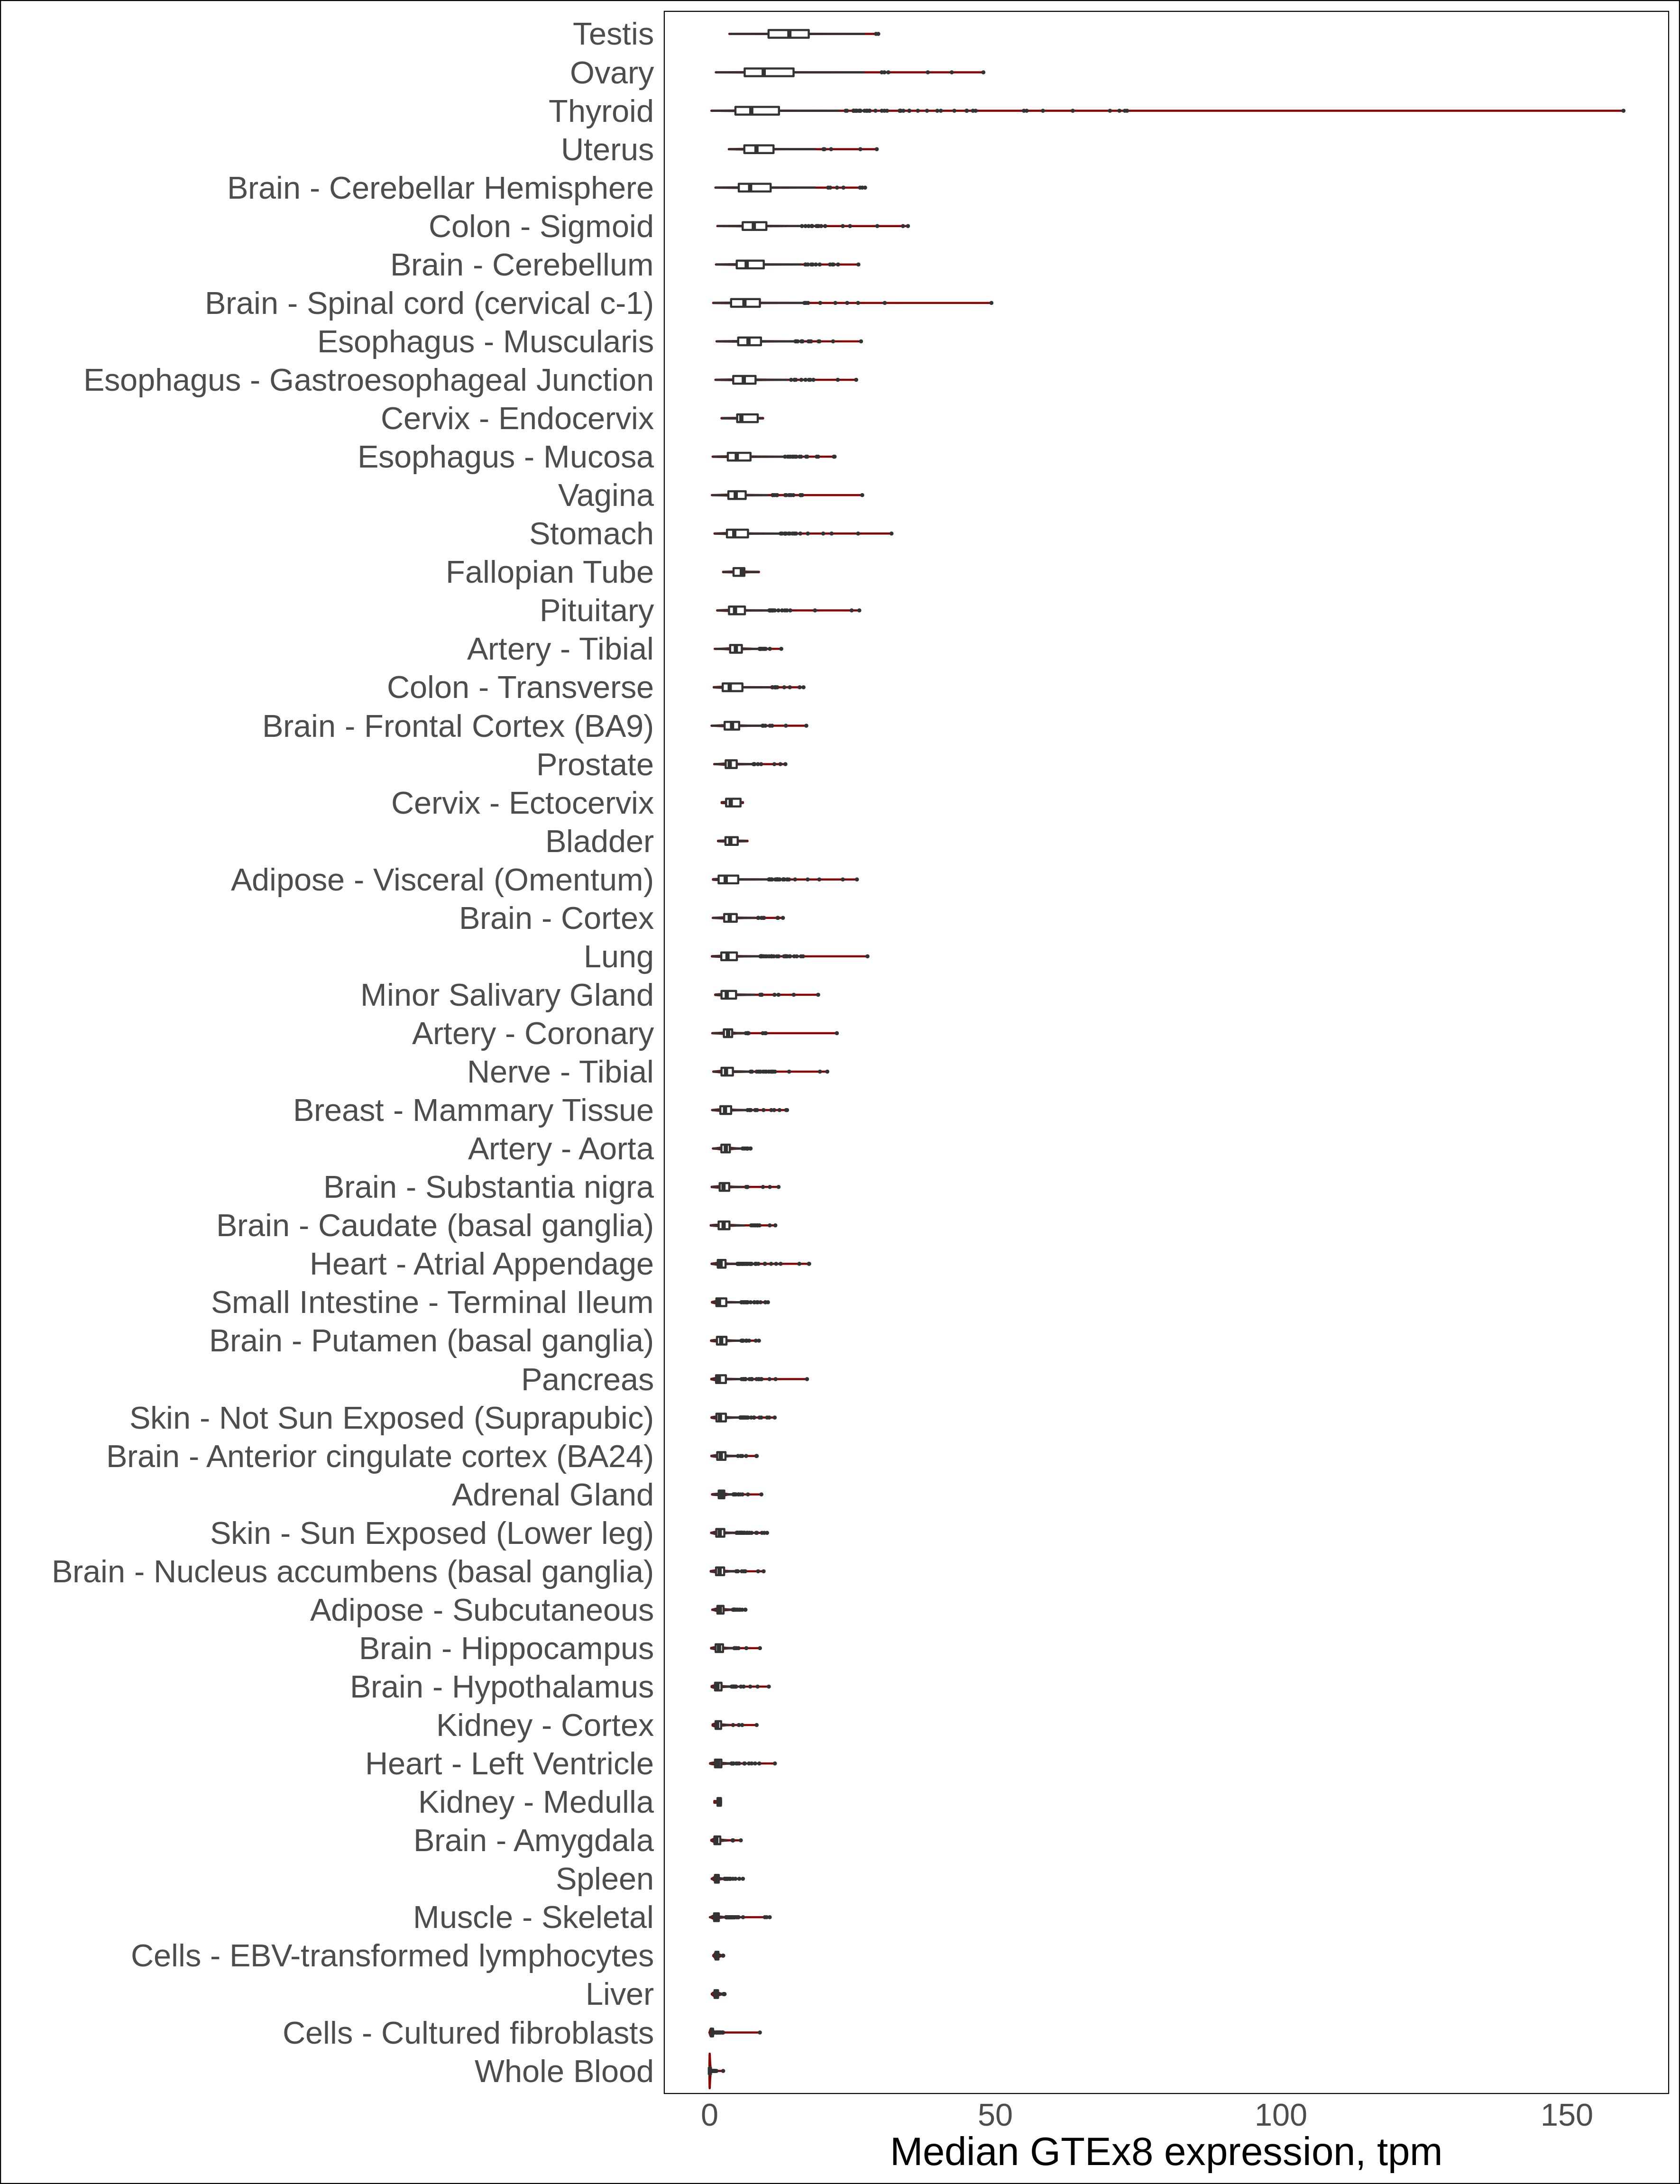 Testis
Ovary
Thyroid
Uterus
Brain - Cerebellar Hemisphere
Colon - Sigmoid
Brain - Cerebellum
Brain - Spinal cord (cervical c-1)
Esophagus - Muscularis
Esophagus - Gastroesophageal Junction
Cervix - Endocervix
Esophagus - Mucosa
Vagina
Stomach
Fallopian Tube
Pituitary
Artery - Tibial
Colon - Transverse
Brain - Frontal Cortex (BA9)
Prostate
Cervix - Ectocervix
Bladder
Adipose - Visceral (Omentum)
Brain - Cortex
Lung
Minor Salivary Gland
Artery - Coronary
Nerve - Tibial
Breast - Mammary Tissue
Artery - Aorta
Brain - Substantia nigra
Brain - Caudate (basal ganglia)
Heart - Atrial Appendage
Small Intestine - Terminal Ileum
Brain - Putamen (basal ganglia)
Pancreas
Skin - Not Sun Exposed (Suprapubic)
Brain - Anterior cingulate cortex (BA24)
Adrenal Gland
Skin - Sun Exposed (Lower leg)
Brain - Nucleus accumbens (basal ganglia)
Adipose - Subcutaneous
Brain - Hippocampus
Brain - Hypothalamus
Kidney - Cortex
Heart - Left Ventricle
Kidney - Medulla
Brain - Amygdala
Spleen
Muscle - Skeletal
Cells - EBV-transformed lymphocytes
Liver
Cells - Cultured fibroblasts
Whole Blood
0 50 100 150
Median GTEx8 expression, tpm